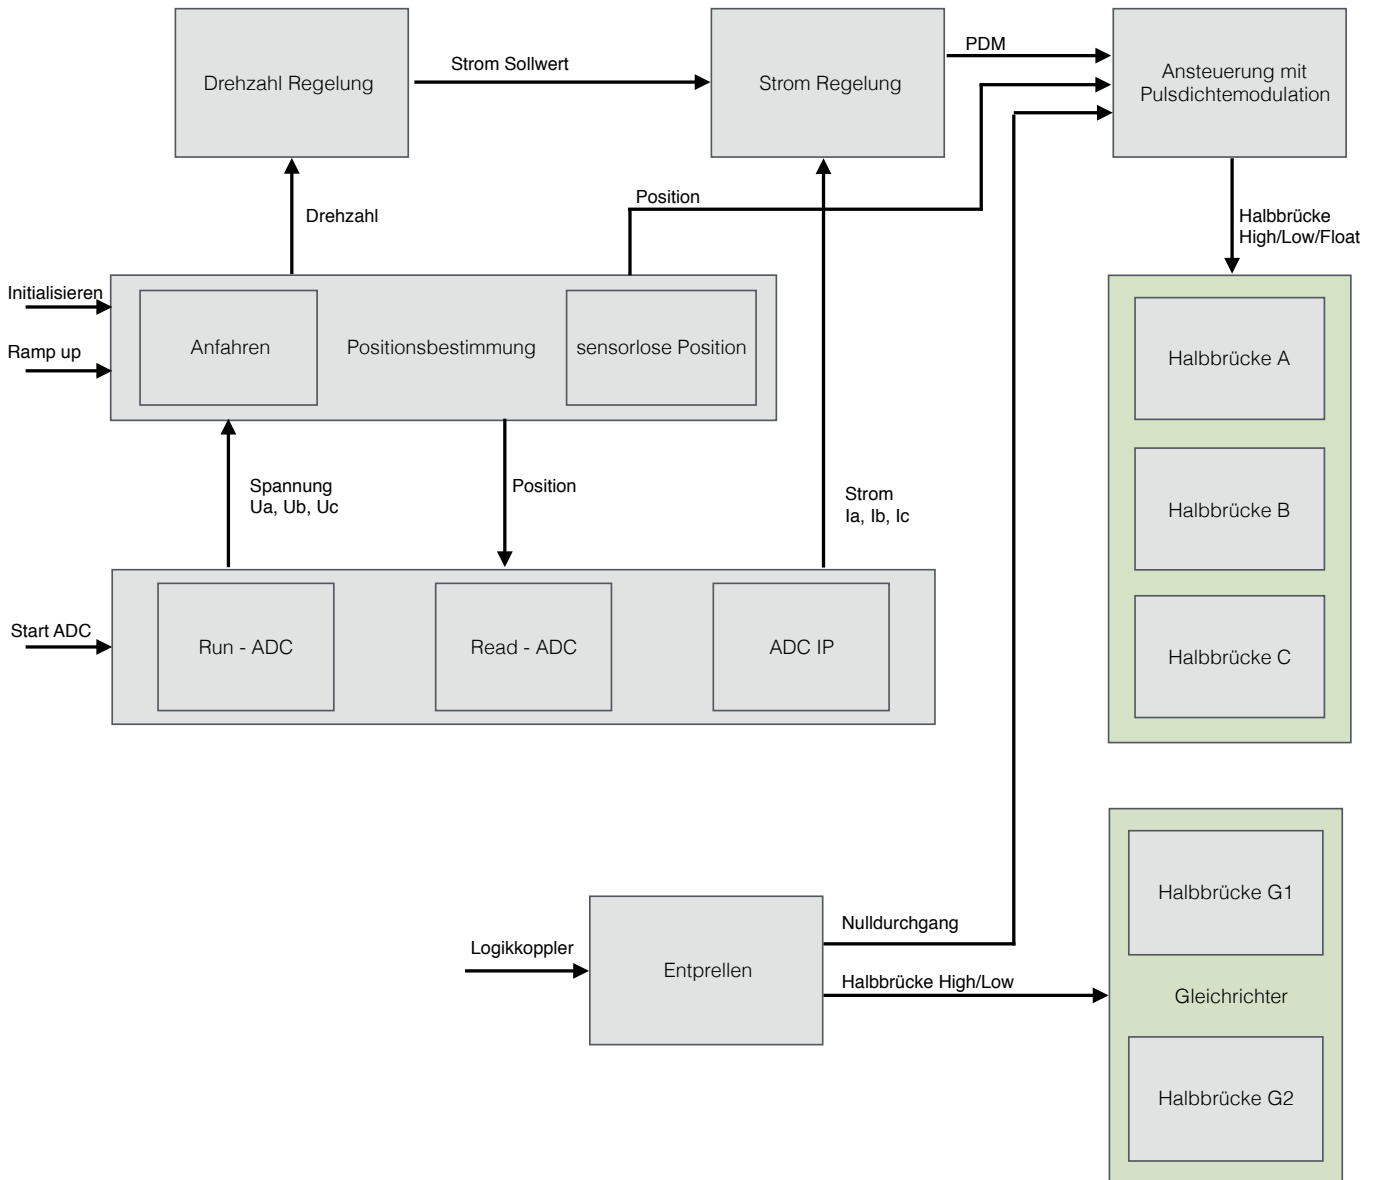 Drehzahl Regelung
Strom Sollwert
Strom Regelung
PDM
Ansteuerung mit
Pulsdichtemodulation
Drehzahl
Position
Halbbrücke
High/Low/Float
Initialisieren
Ramp up
Anfahren
Positionsbestimmung
sensorlose Position
Halbbrücke A
Spannung
Ua, Ub, Uc
Position
Strom
Ia, Ib, Ic
Halbbrücke B
Start ADC
Run - ADC
Read - ADC
ADC IP
Halbbrücke C
Logikkoppler
Entprellen
Nulldurchgang
Halbbrücke High/Low
Halbbrücke G1
Gleichrichter
Halbbrücke G2